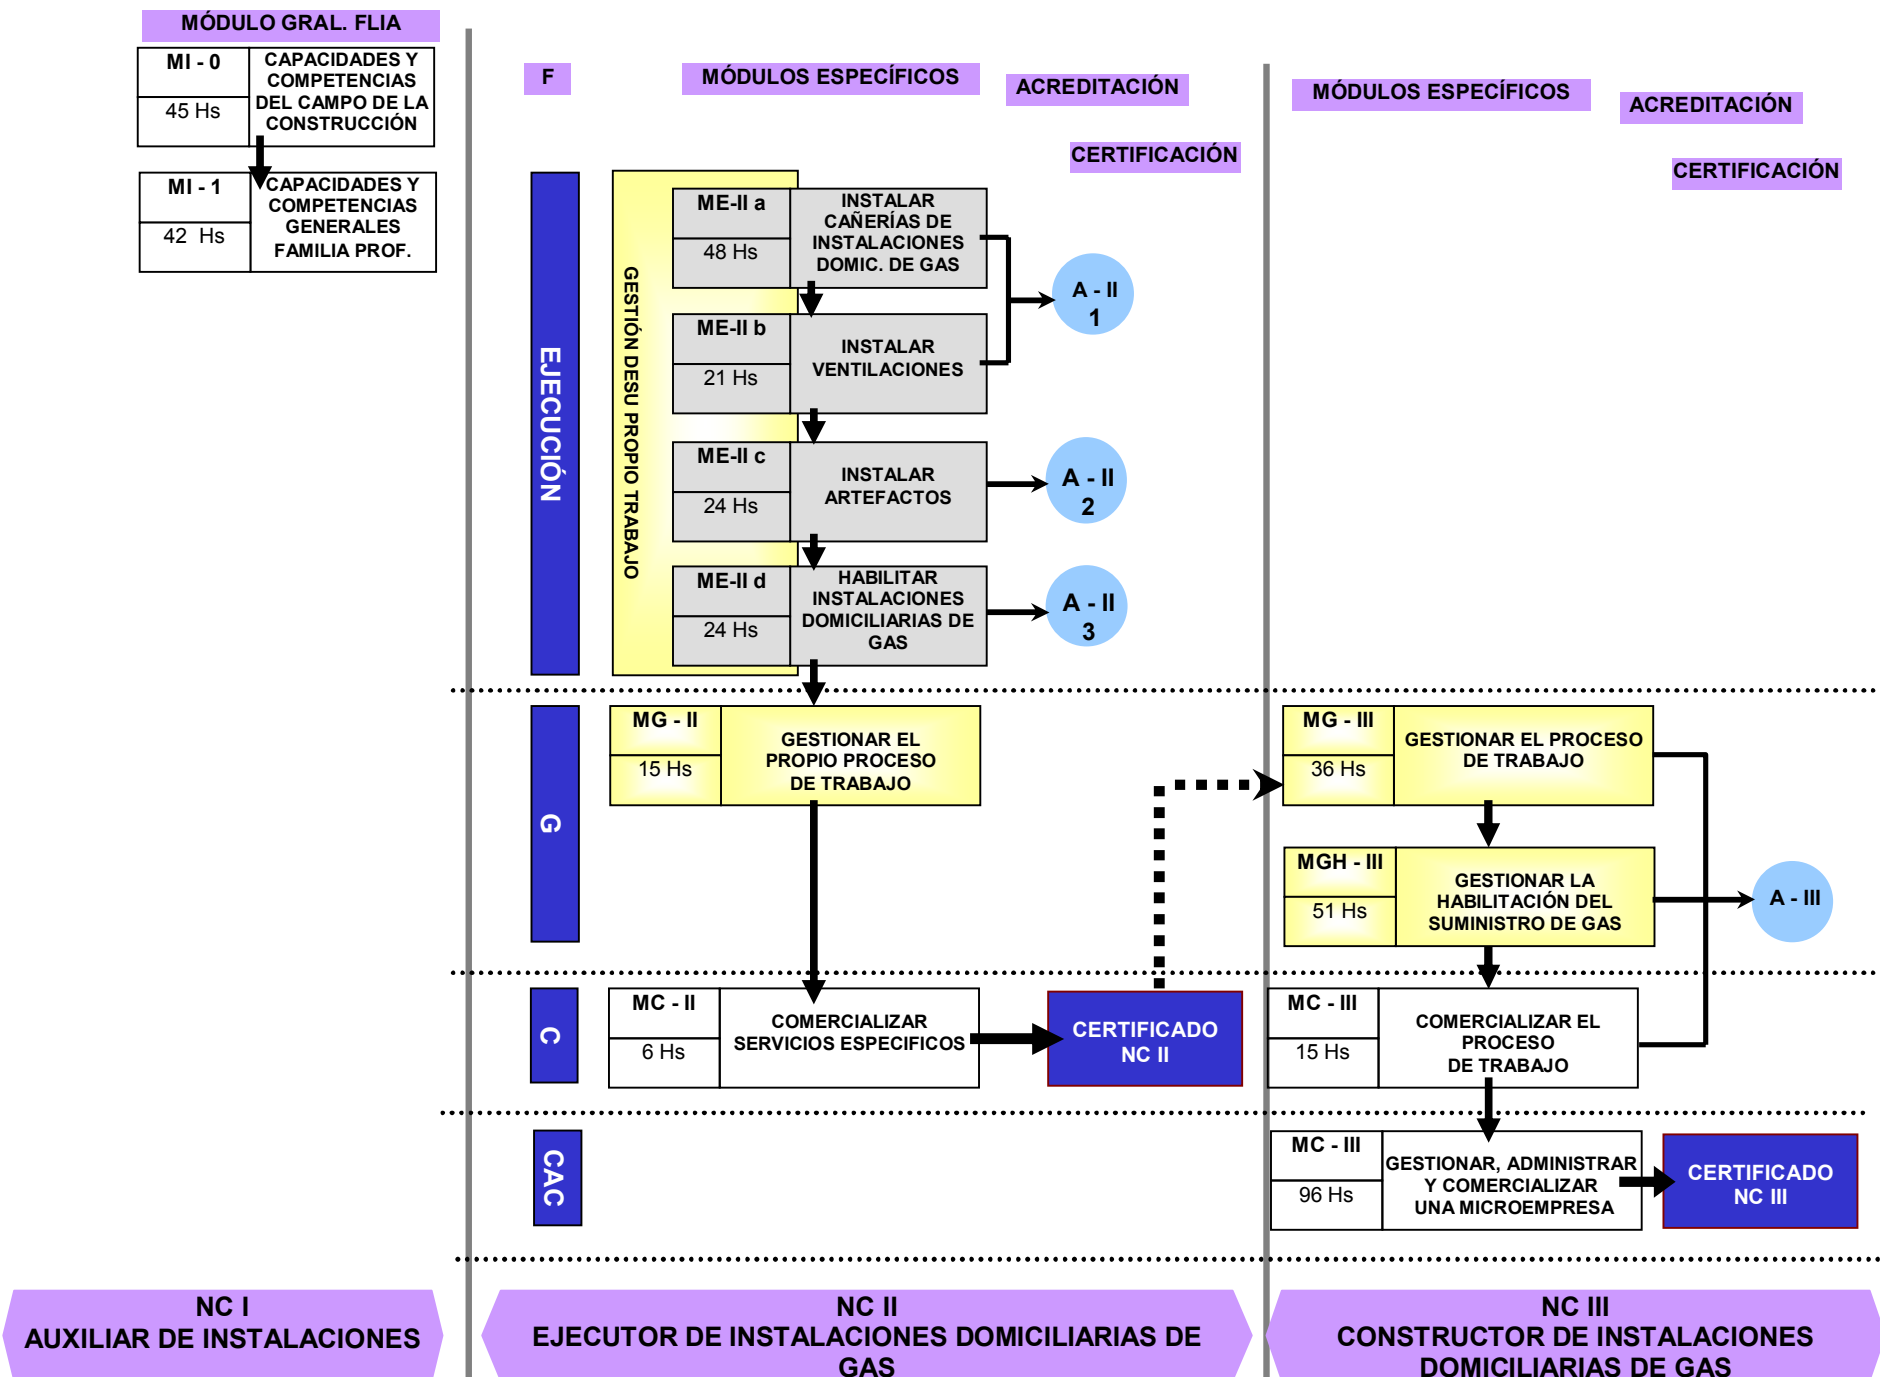 MÓDULO GRAL. FLIA
MI - 0
45 Hs
CAPACIDADES Y
COMPETENCIAS
DEL CAMPO DE LA
CONSTRUCCIÓN
MI - 1
42 Hs
CAPACIDADES Y
COMPETENCIAS
GENERALES
FAMILIA PROF.
F
MÓDULOS ESPECÍFICOS
ACREDITACIÓN
CERTIFICACIÓN
EJECUCIÓN
GESTIÓN DESU PROPIO TRABAJO
ME-II a
48 Hs
INSTALAR
CAÑERÍAS DE
INSTALACIONES
DOMIC. DE GAS
A - II
1
ME-II b
21 Hs
INSTALAR
VENTILACIONES
ME-II c
24 Hs
INSTALAR
ARTEFACTOS
A - II
2
ME-II d
24 Hs
HABILITAR
INSTALACIONES
DOMICILIARIAS DE
GAS
A - II
3
G
MG - II
15 Hs
GESTIONAR EL
PROPIO PROCESO
DE TRABAJO
C
MC - II
6 Hs
COMERCIALIZAR
SERVICIOS ESPECIFICOS
CERTIFICADO
NC II
CAC
MÓDULOS ESPECÍFICOS
ACREDITACIÓN
CERTIFICACIÓN
MG - III
36 Hs
GESTIONAR EL PROCESO
DE TRABAJO
MGH - III
51 Hs
GESTIONAR LA
HABILITACIÓN DEL
SUMINISTRO DE GAS
A - III
MC - III
15 Hs
COMERCIALIZAR EL
PROCESO
DE TRABAJO
MC - III
96 Hs
GESTIONAR, ADMINISTRAR
Y COMERCIALIZAR
UNA MICROEMPRESA
CERTIFICADO
NC III
NC I
AUXILIAR DE INSTALACIONES
NC II
EJECUTOR DE INSTALACIONES DOMICILIARIAS DE
GAS
NC III
CONSTRUCTOR DE INSTALACIONES
DOMICILIARIAS DE GAS